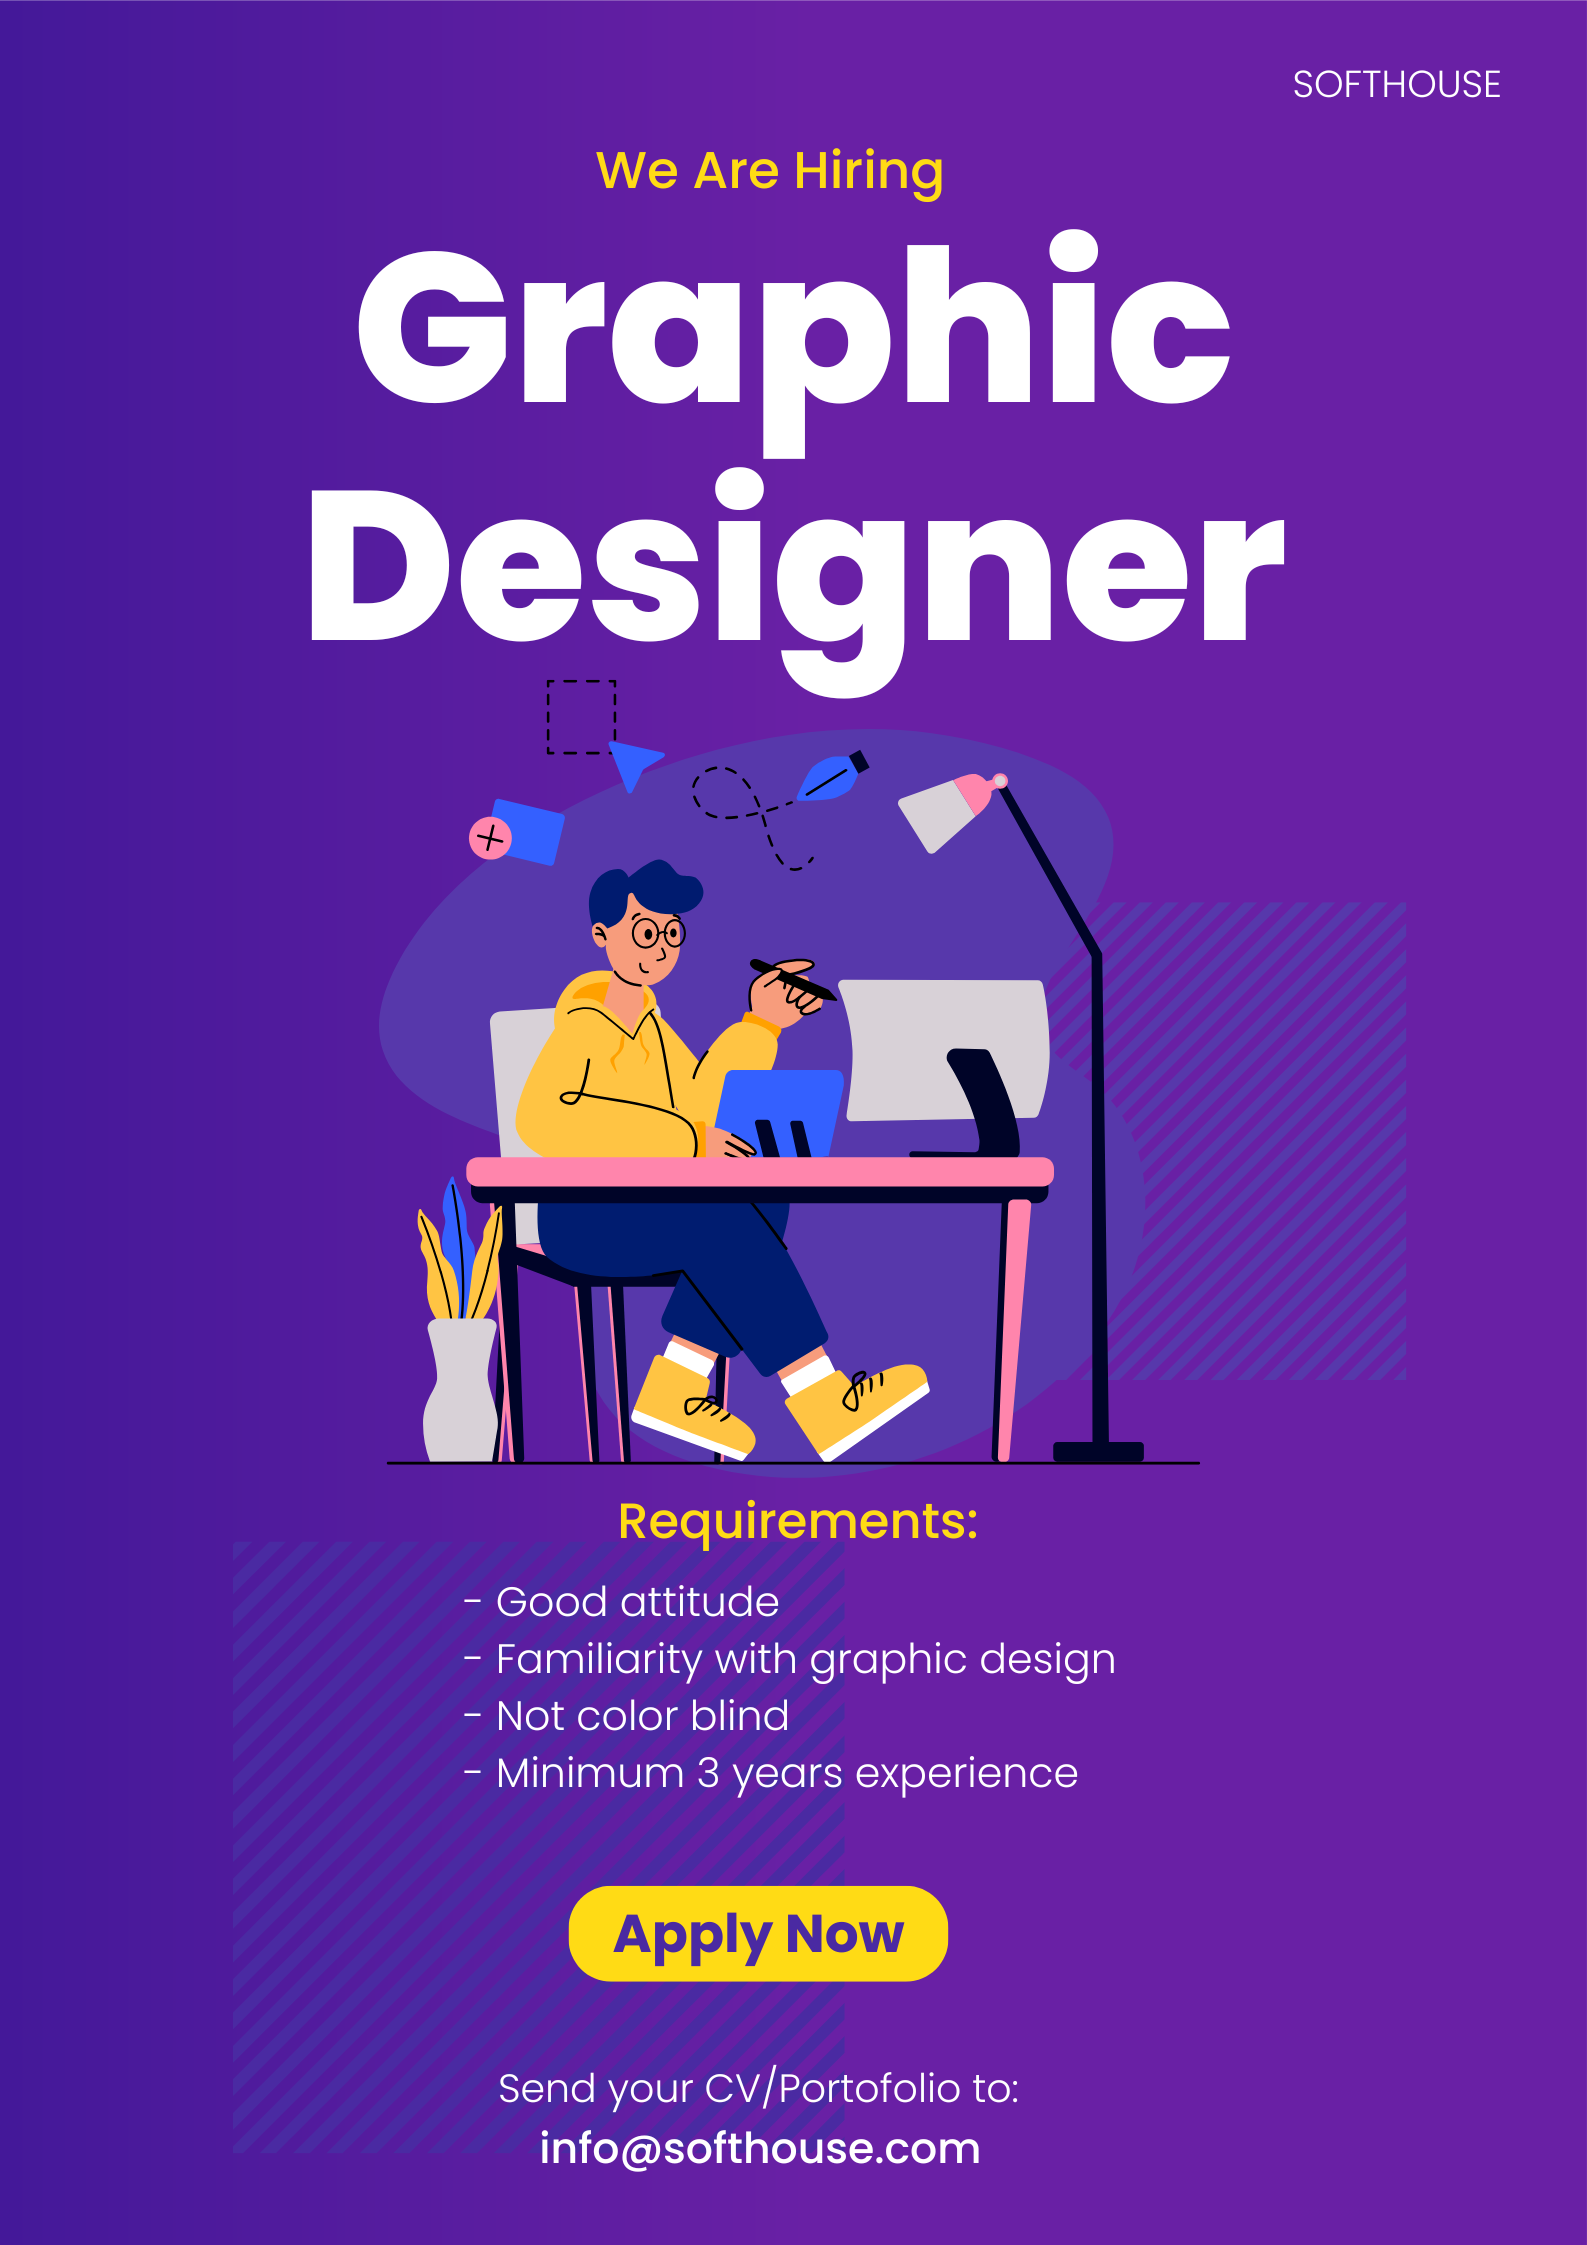 SOFTHOUSE
We Are Hiring
Graphic
Designer
Requirements:
- Good attitude
- Familiarity with graphic design
- Not color blind
- Minimum 3 years experience
Apply Now
Send your CV/Portofolio to:
info@softhouse.com